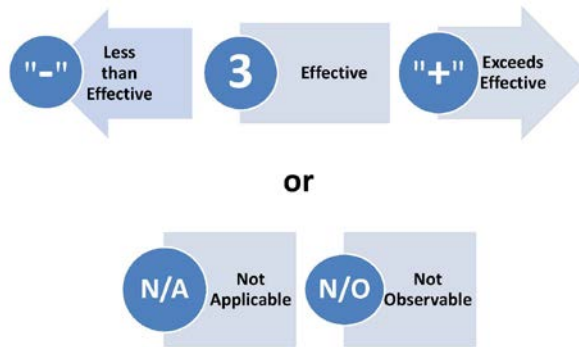 "-"
Less
than
Effective
3
Effective
"+"
Exceeds
Effective
or
N/A
Not
Applicable
N/O
Not
Observable